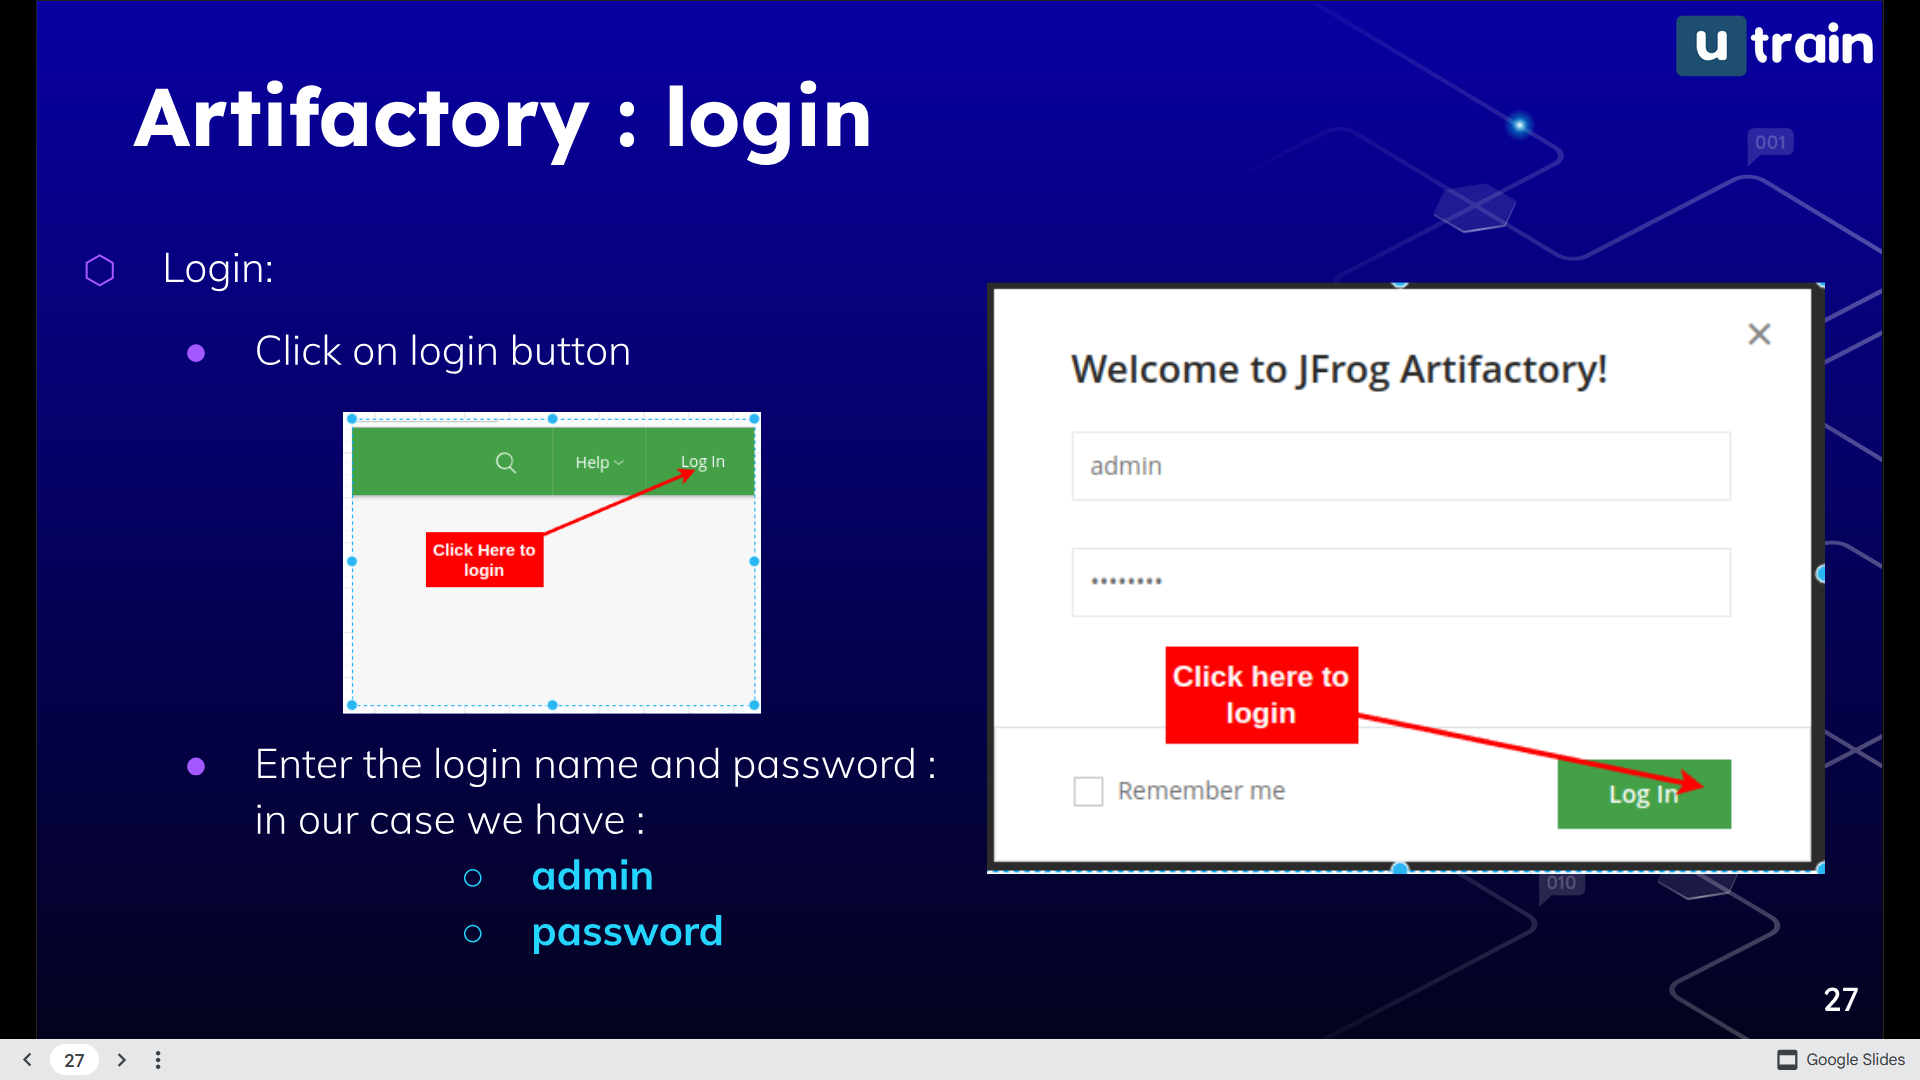 u train
Artifactory : login
001
Login:
Click on login button
Help
Log In
Click Here to
login
Enter the login name and password :
in our case we have :
admin
password
Welcome to JFrog Artifactory!
admin
••••••••
Click here to
login
Remember me
Log In
010
27
27
Google Slides